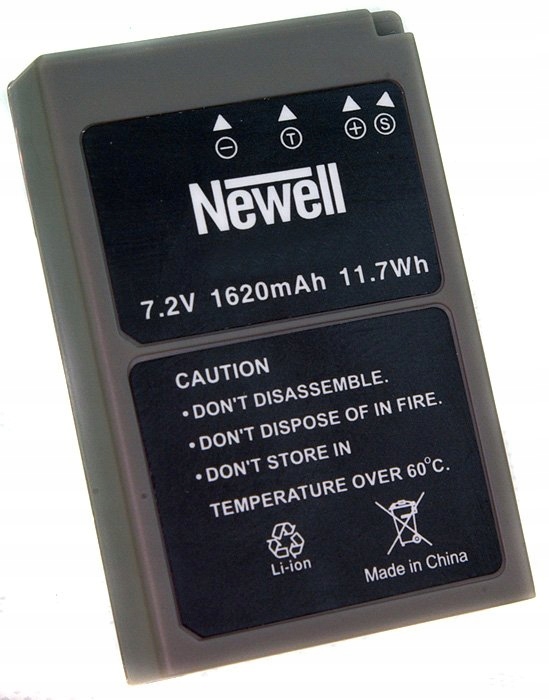 − T + S
Newell
7.2V 1620mAh 11.7Wh
CAUTION
•DON'T DISASSEMBLE.
•DON'T DISPOSE OF IN FIRE.
•DON'T STORE IN
TEMPERATURE OVER 60°C.
Li-ion
Made in China